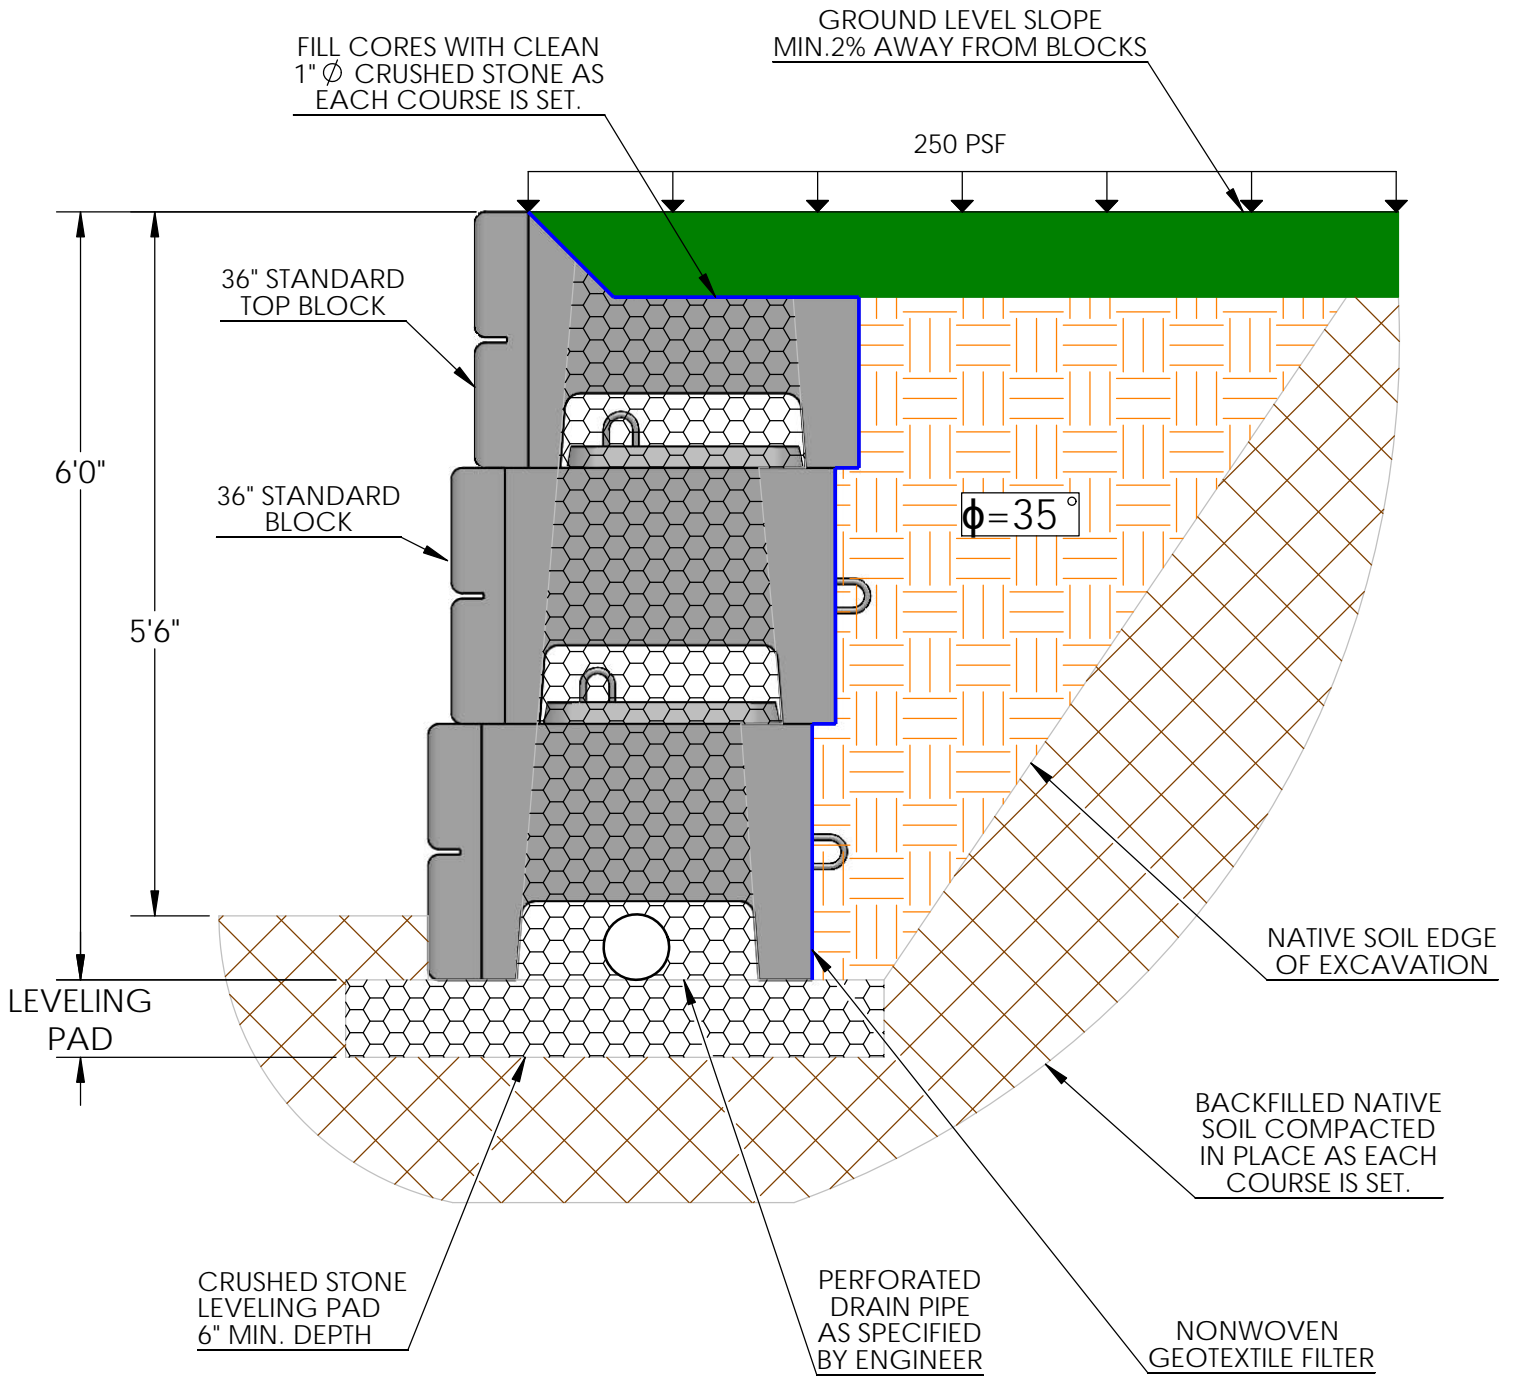 GROUND LEVEL SLOPE
MIN.2% AWAY FROM BLOCKS
FILL CORES WITH CLEAN
1" Ø CRUSHED STONE AS
EACH COURSE IS SET.
250 PSF
36" STANDARD
TOP BLOCK
6'0"
36" STANDARD
BLOCK
ϕ=35°
5'6"
NATIVE SOIL EDGE
OF EXCAVATION
LEVELING
PAD
BACKFILLED NATIVE
SOIL COMPACTED
IN PLACE AS EACH
COURSE IS SET.
CRUSHED STONE
LEVELING PAD
6" MIN. DEPTH
PERFORATED
DRAIN PIPE
AS SPECIFIED
BY ENGINEER
NONWOVEN
GEOTEXTILE FILTER